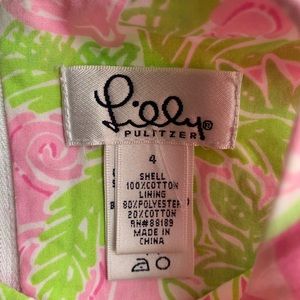 Lilly®
PULITZER
4
SHELL
100%COTTON
LINING
80%POLYESTER
20%COTTON
RN#88189
MADE IN
CHINA